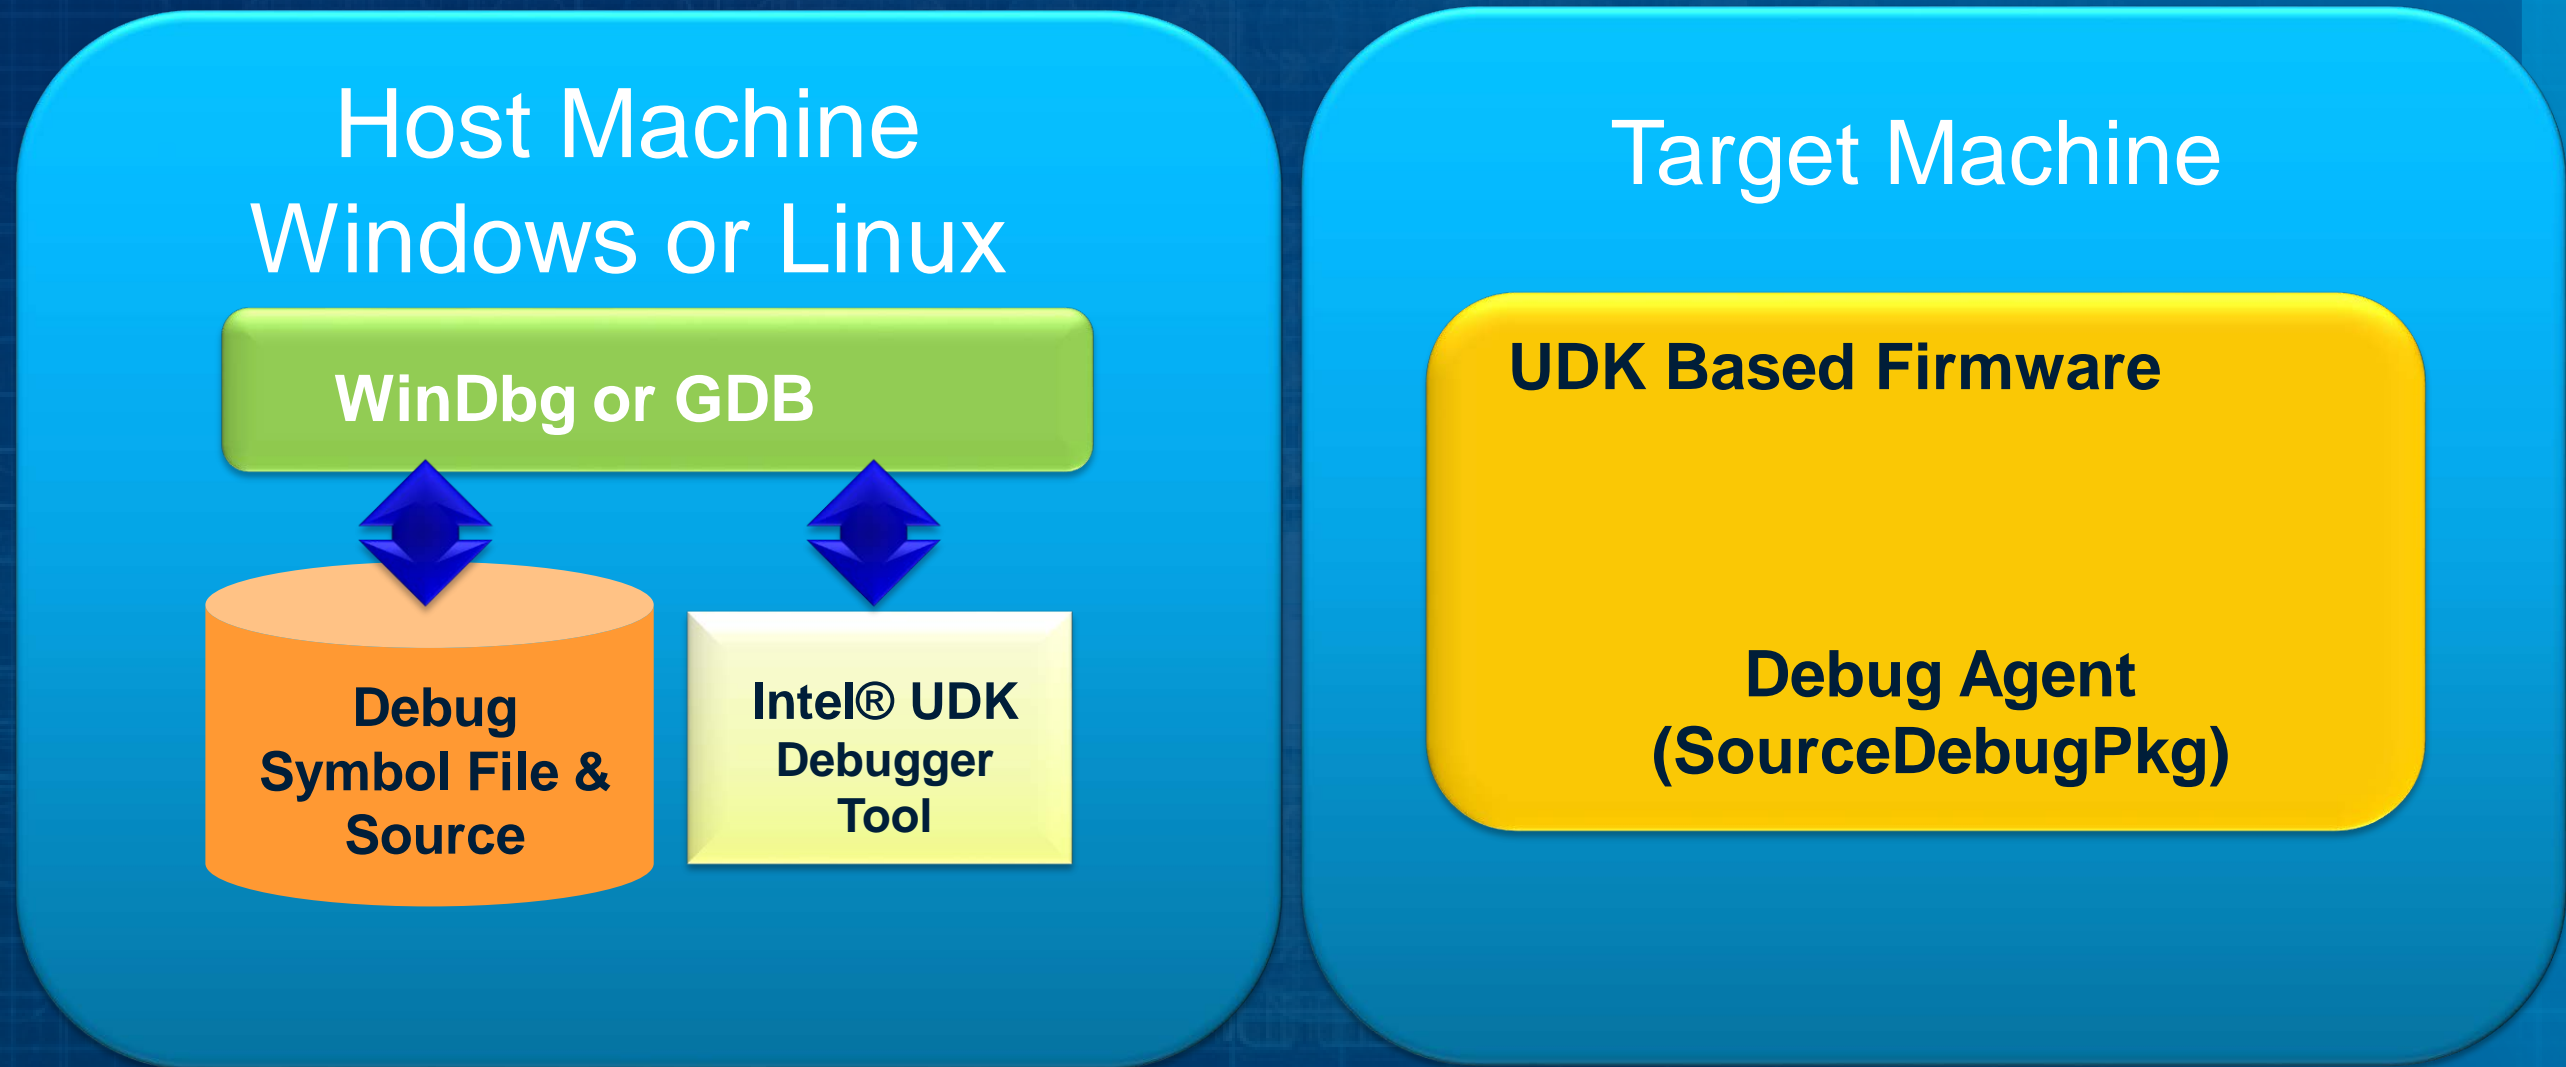 Host Machine
Windows or Linux
WinDbg or GDB
Debug
Symbol File &
Source
Intel® UDK
Debugger
Tool
Target Machine
UDK Based Firmware
Debug Agent
(SourceDebugPkg)